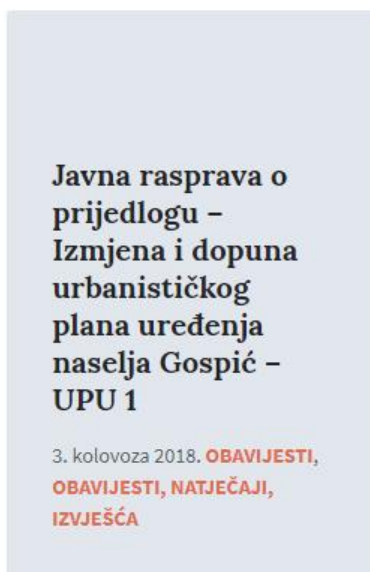 Javna rasprava o
prijedlogu –
Izmjena i dopuna
urbanističkog
plana uređenja
naselja Gospić –
UPU 1
3. kolovoza 2018. OBAVIJESTI,
OBAVIJESTI, NATJEČAJI,
IZVJEŠĆA